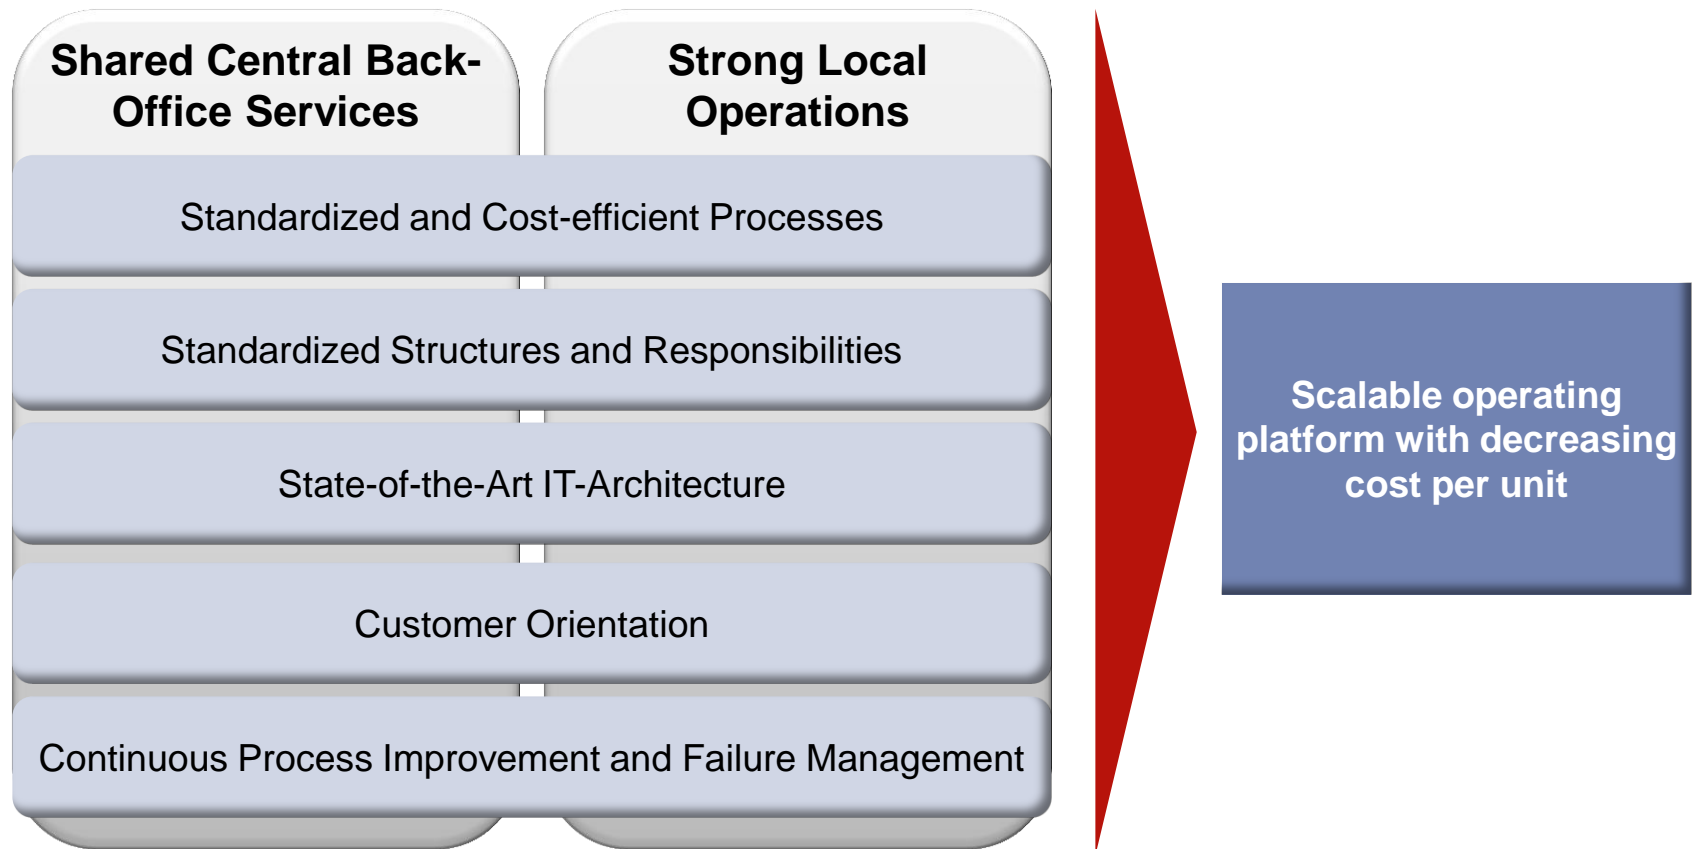 Shared Central Back-
Office Services
Strong Local
Operations
Standardized and Cost-efficient Processes
Standardized Structures and Responsibilities
State-of-the-Art IT-Architecture
Customer Orientation
Continuous Process Improvement and Failure Management
Scalable operating
platform with decreasing
cost per unit